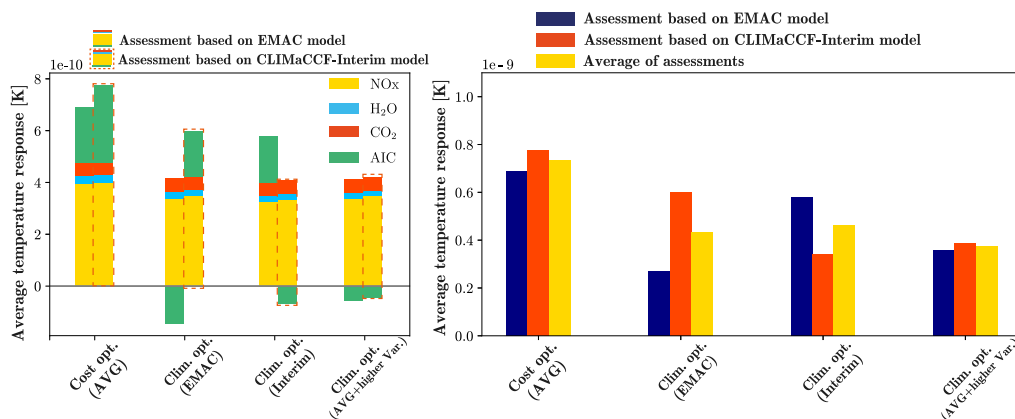 Assessment based on EMAC model
Assessment based on CLIMaCCF-Interim model
1e-10
Average temperature response [K]
8
6
4
2
0
NOx
H₂O
CO₂
AIC
Cost opt.
(AVG)
Clim. opt.
(EMAC)
Clim. opt.
(Interim)
Clim. opt.
(AVG+higher Var.)
Assessment based on EMAC model
Assessment based on CLIMaCCF-Interim model
Average of assessments
1e-9
Average temperature response [K]
1.0
0.8
0.6
0.4
0.2
0.0
Cost opt.
(AVG)
Clim. opt.
(EMAC)
Clim. opt.
(Interim)
Clim. opt.
(AVG+higher Var.)